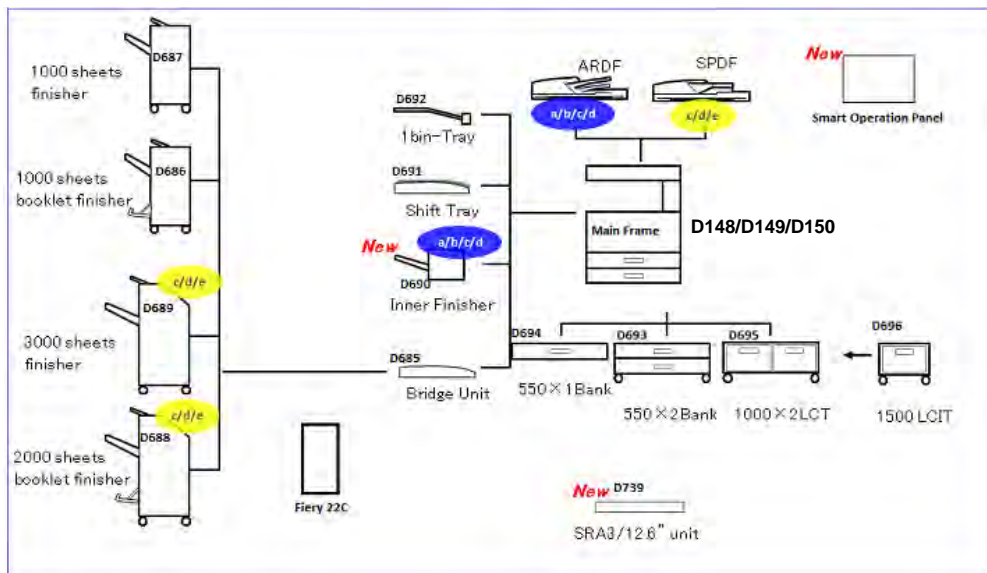 D687
1000 sheets
finisher
D686
1000 sheets
booklet finisher
c/d/e
D689
3000 sheets
finisher
c/d/e
D688
2000 sheets
booklet finisher
D692
1bin-Tray
D691
Shift Tray
New
a/b/c/d
D690
Inner Finisher
D685
Bridge Unit
Fiery 22C
ARDF
a/b/c/d
SPDF
c/d/e
New
Smart Operation Panel
Main Frame
D148/D149/D150
D694
550×1Bank
D693
550×2Bank
D695
1000×2LCT
D696
1500 LCIT
New D739
SRA3/12.6" unit